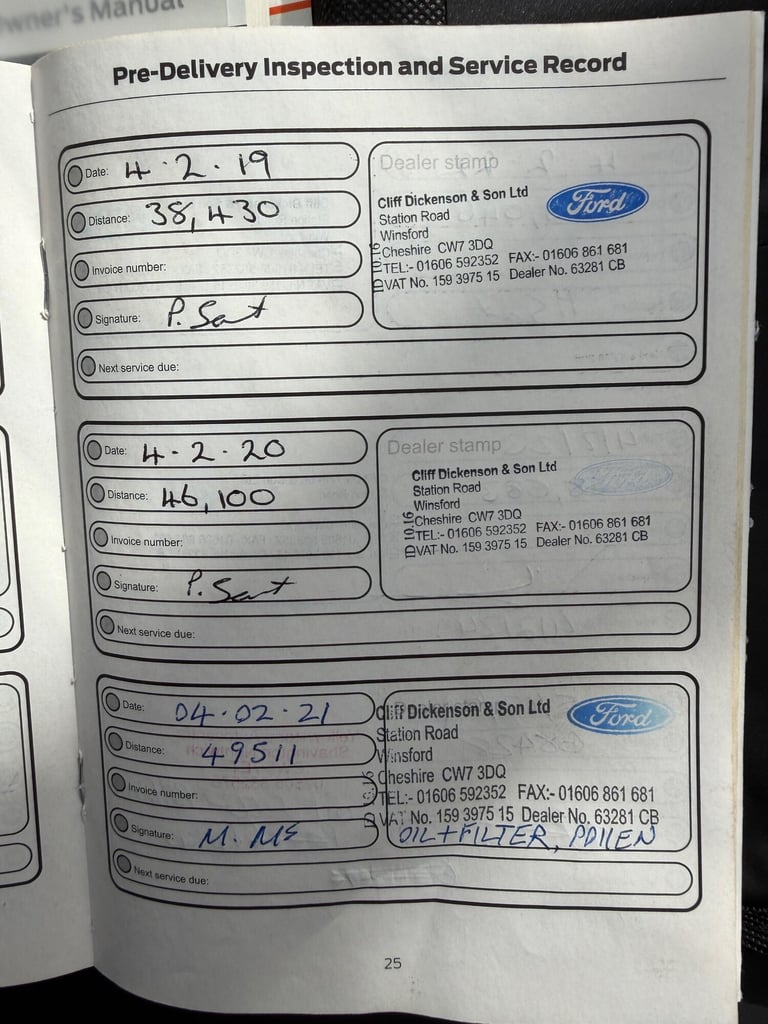 wner's Manual
Pre-Delivery Inspection and Service Record
Date: 4.2.19
Distance: 38,430
Invoice number:
Signature: P. Sant
Next service due:
Dealer stamp
Cliff Dickenson & Son Ltd
Ford
Station Road
Winsford
Cheshire CW7 3DQ
TEL:- 01606 592352 FAX:- 01606 861 681
VAT No. 159 3975 15 Dealer No. 63281 CB
Date: 4.2.20
Distance: 46,100
Invoice number:
Signature: P. Sant
Next service due:
Dealer stamp
Cliff Dickenson & Son Ltd
Ford
Station Road
Winsford
Cheshire CW7 3DQ
TEL:- 01606 592352 FAX:- 01606 861 681
VAT No. 159 3975 15 Dealer No. 63281 CB
ID 10.16
Date: 04.02.21
Distance: 49511
Invoice number:
Signature:
Next service due:
Cliff Dickenson & Son Ltd
Ford
Station Road
Winsford
Cheshire CW7 3DQ
TEL:- 01606 592352 FAX:- 01606 861 681
VAT No. 159 3975 15 Dealer No. 63281 CB
OIL + FILTER,
25